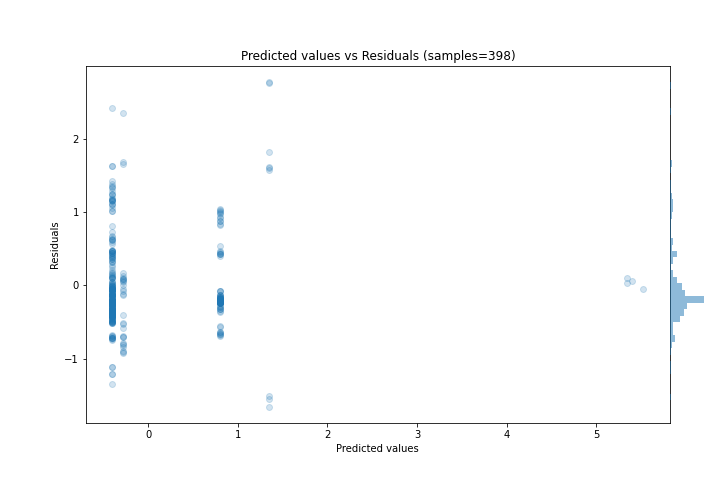 Predicted values vs Residuals (samples=398)
2
1
0
−1
Residuals
0 1 2 3 4 5
Predicted values